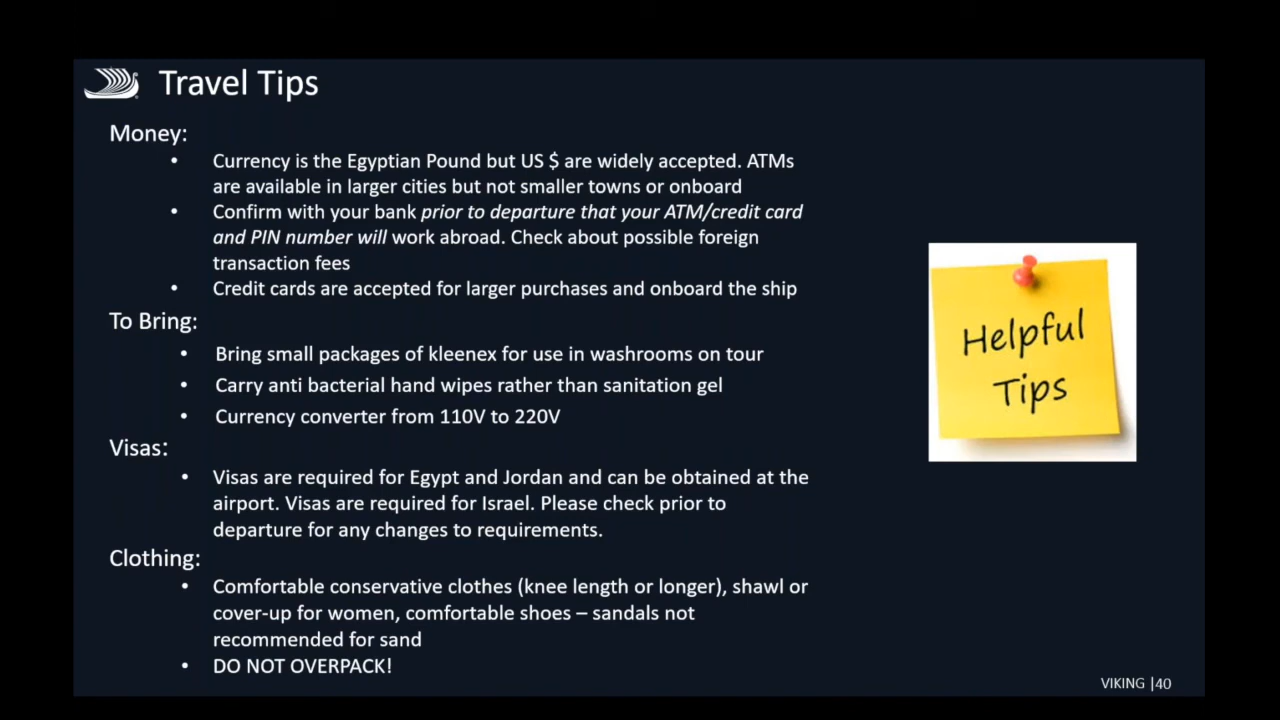 Travel Tips
Money:
• Currency is the Egyptian Pound but US $ are widely accepted. ATMs
are available in larger cities but not smaller towns or onboard
• Confirm with your bank prior to departure that your ATM/credit card
and PIN number will work abroad. Check about possible foreign
transaction fees
• Credit cards are accepted for larger purchases and onboard the ship
To Bring:
• Bring small packages of kleenex for use in washrooms on tour
• Carry anti bacterial hand wipes rather than sanitation gel
• Currency converter from 110V to 220V
Visas:
• Visas are required for Egypt and Jordan and can be obtained at the
airport. Visas are required for Israel. Please check prior to
departure for any changes to requirements.
Clothing:
• Comfortable conservative clothes (knee length or longer), shawl or
cover-up for women, comfortable shoes – sandals not
recommended for sand
• DO NOT OVERPACK!
Helpful
Tips
VIKING |40